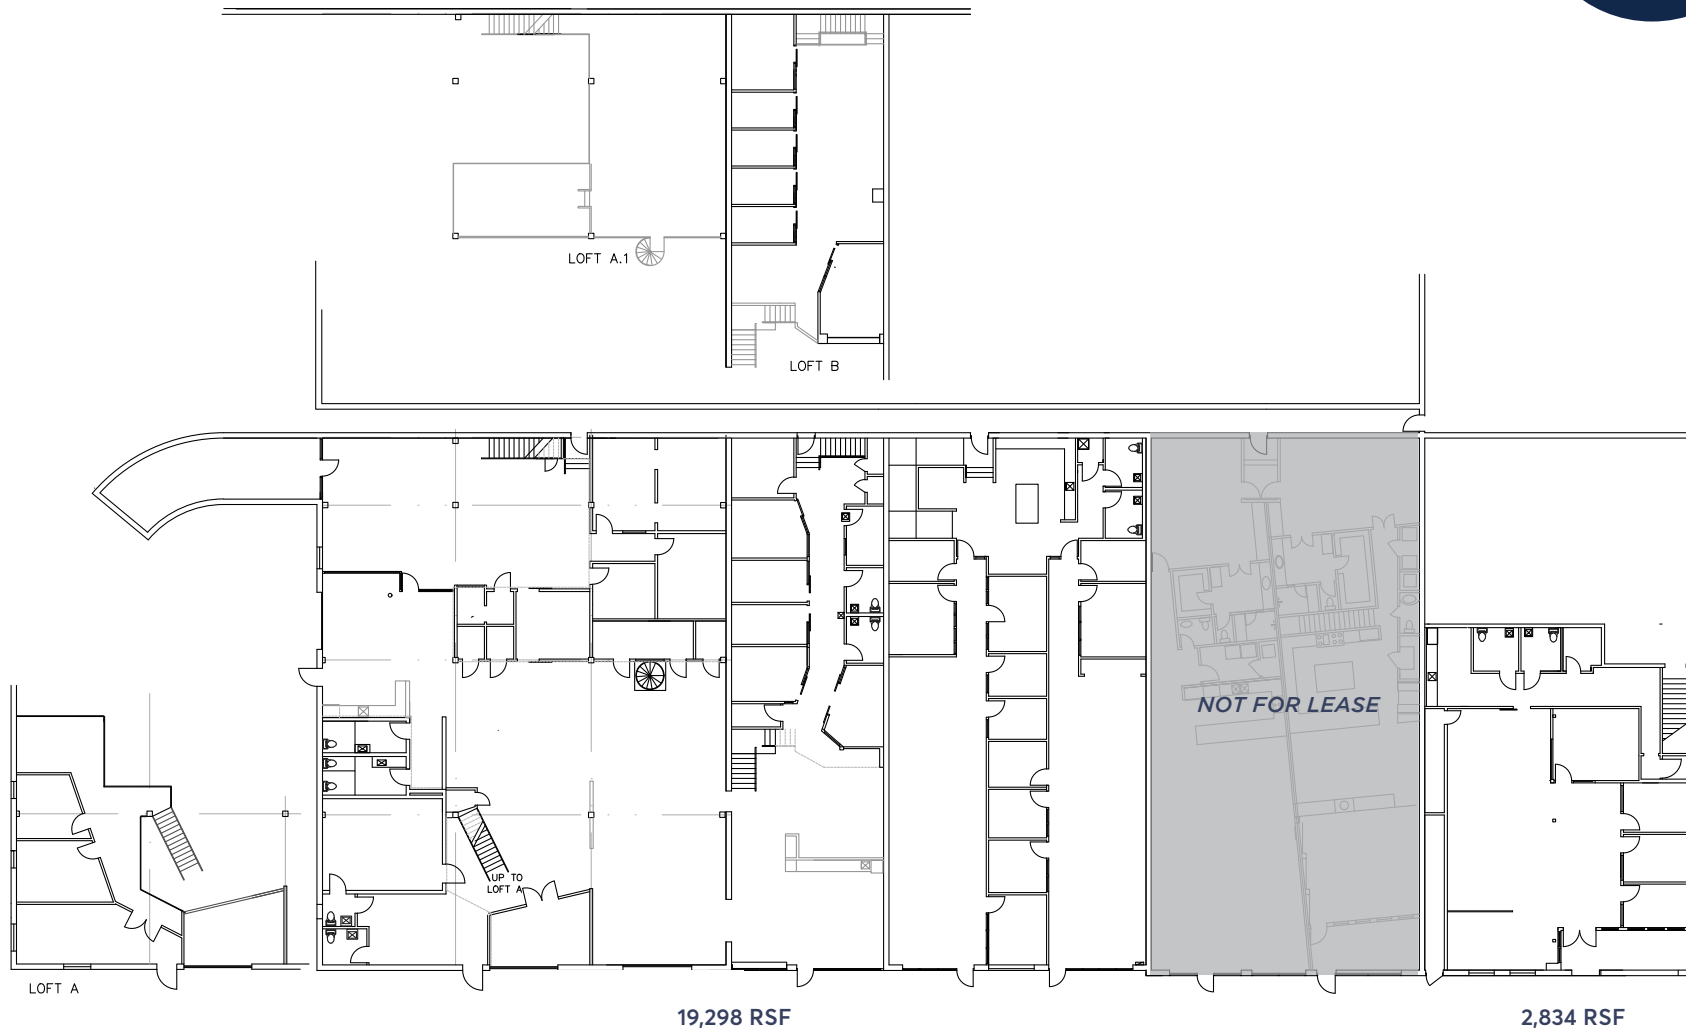 LOFT A.1
LOFT B
NOT FOR LEASE
UP TO
LOFT A
LOFT A
19,298 RSF
2,834 RSF